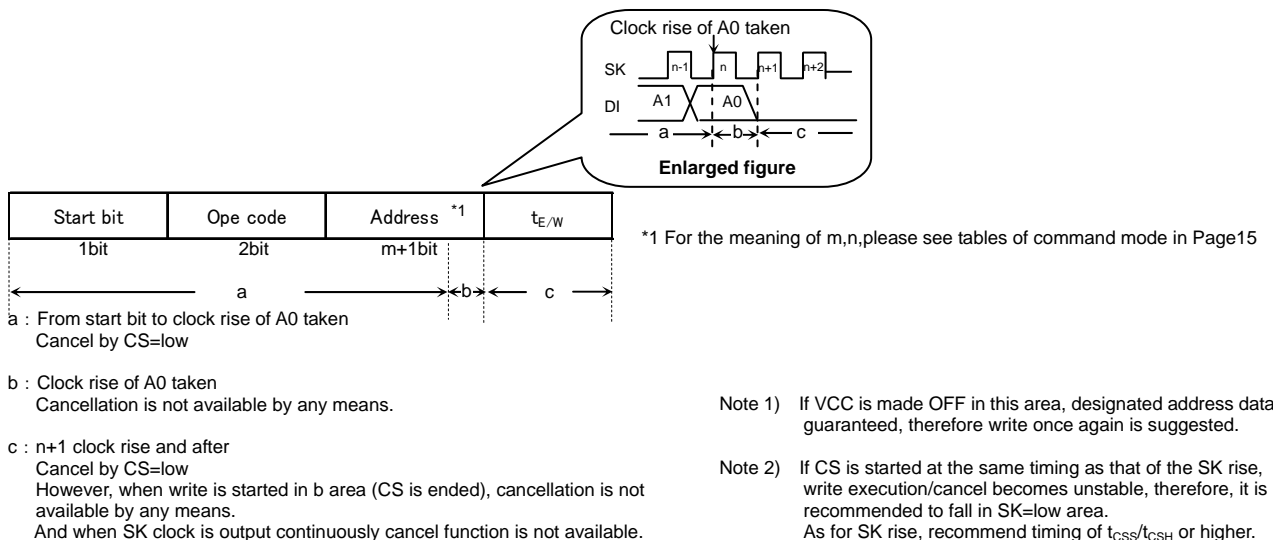 Clock rise of A0 taken
SK n-1 n n+1 n+2
DI A1 A0
a b c
Enlarged figure
Start bit Ope code Address *1 tE/W
1bit 2bit m+1bit
*1 For the meaning of m,n,please see tables of command mode in Page15
a b c
a : From start bit to clock rise of A0 taken
Cancel by CS=low
b : Clock rise of A0 taken
Cancellation is not available by any means.
c : n+1 clock rise and after
Cancel by CS=low
However, when write is started in b area (CS is ended), cancellation is not
available by any means.
And when SK clock is output continuously cancel function is not available.
Note 1) If VCC is made OFF in this area, designated address data
guaranteed, therefore write once again is suggested.
Note 2) If CS is started at the same timing as that of the SK rise,
write execution/cancel becomes unstable, therefore, it is
recommended to fall in SK=low area.
As for SK rise, recommend timing of tCSS/tCSH or higher.